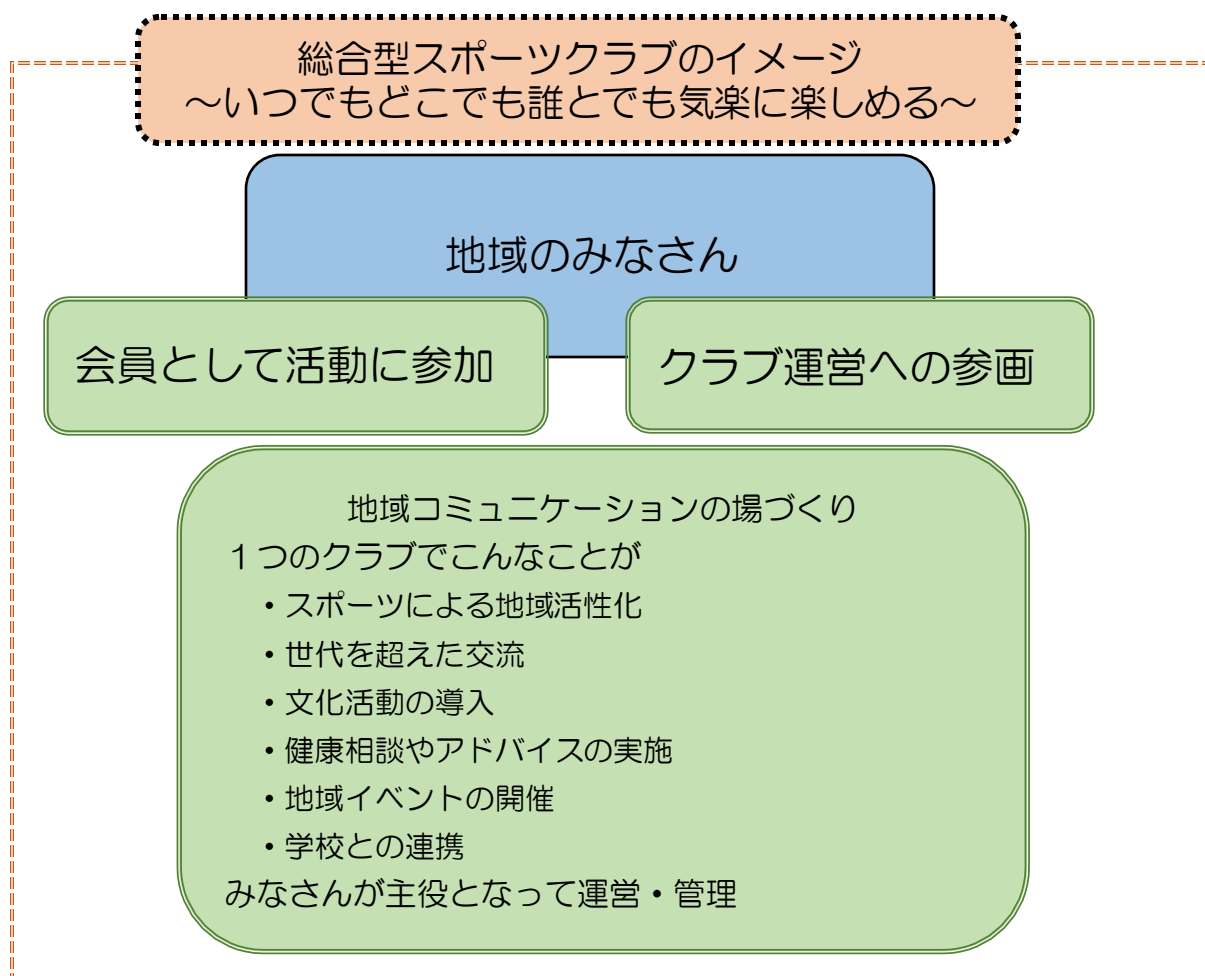 総合型スポーツクラブのイメージ
～いつでもどこでも誰とでも気楽に楽しめる～
地域のみなさん
会員として活動に参加
クラブ運営への参画
地域コミュニケーションの場づくり
１つのクラブでこんなことが
・スポーツによる地域活性化
・世代を超えた交流
・文化活動の導入
・健康相談やアドバイスの実施
・地域イベントの開催
・学校との連携
みなさんが主役となって運営・管理